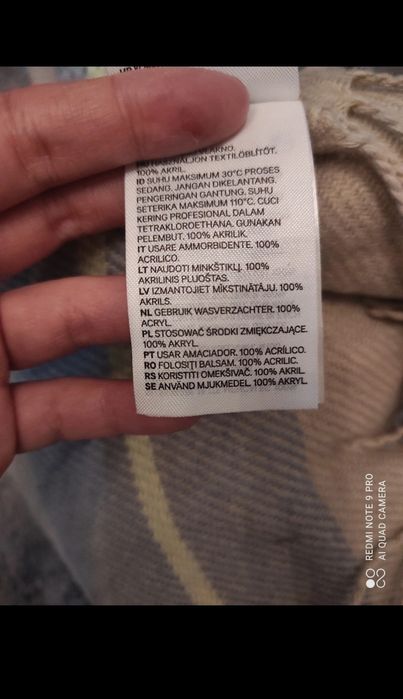 VLÁKNO.
HU HASZNÁLJON TEXTILÖBLÍTŐT.
100% AKRIL.
ID SUHU MAKSIMUM 30°C PROSES
SEDANG. JANGAN DIKELANTANG.
PENGERINGAN GANTUNG. SUHU
SETERIKA MAKSIMUM 110°C. CUCI
KERING PROFESIONAL DALAM
TETRAKLOROETHANA. GUNAKAN
PELEMBUT. 100% AKRILIK.
IT USARE AMMORBIDENTE. 100%
ACRILICO.
LT NAUDOTI MINKŠTIKLĮ. 100%
AKRILINIS PLUOŠTAS.
LV IZMANTOJIET MĪKSTINĀTĀJU. 100%
AKRILS.
NL GEBRUIK WASVERZACHTER. 100%
ACRYL.
PL STOSOWAĆ ŚRODKI ZMIĘKCZAJĄCE.
100% AKRYL.
PT USAR AMACIADOR. 100% ACRÍLICO.
RO FOLOSIŢI BALSAM. 100% ACRILIC.
RS KORISTITI OMEKŠIVAČ. 100% AKRIL
SE ANVÄND MJUKMEDEL. 100% AKRYL
REDMI NOTE 9 PRO
AI QUAD CAMERA